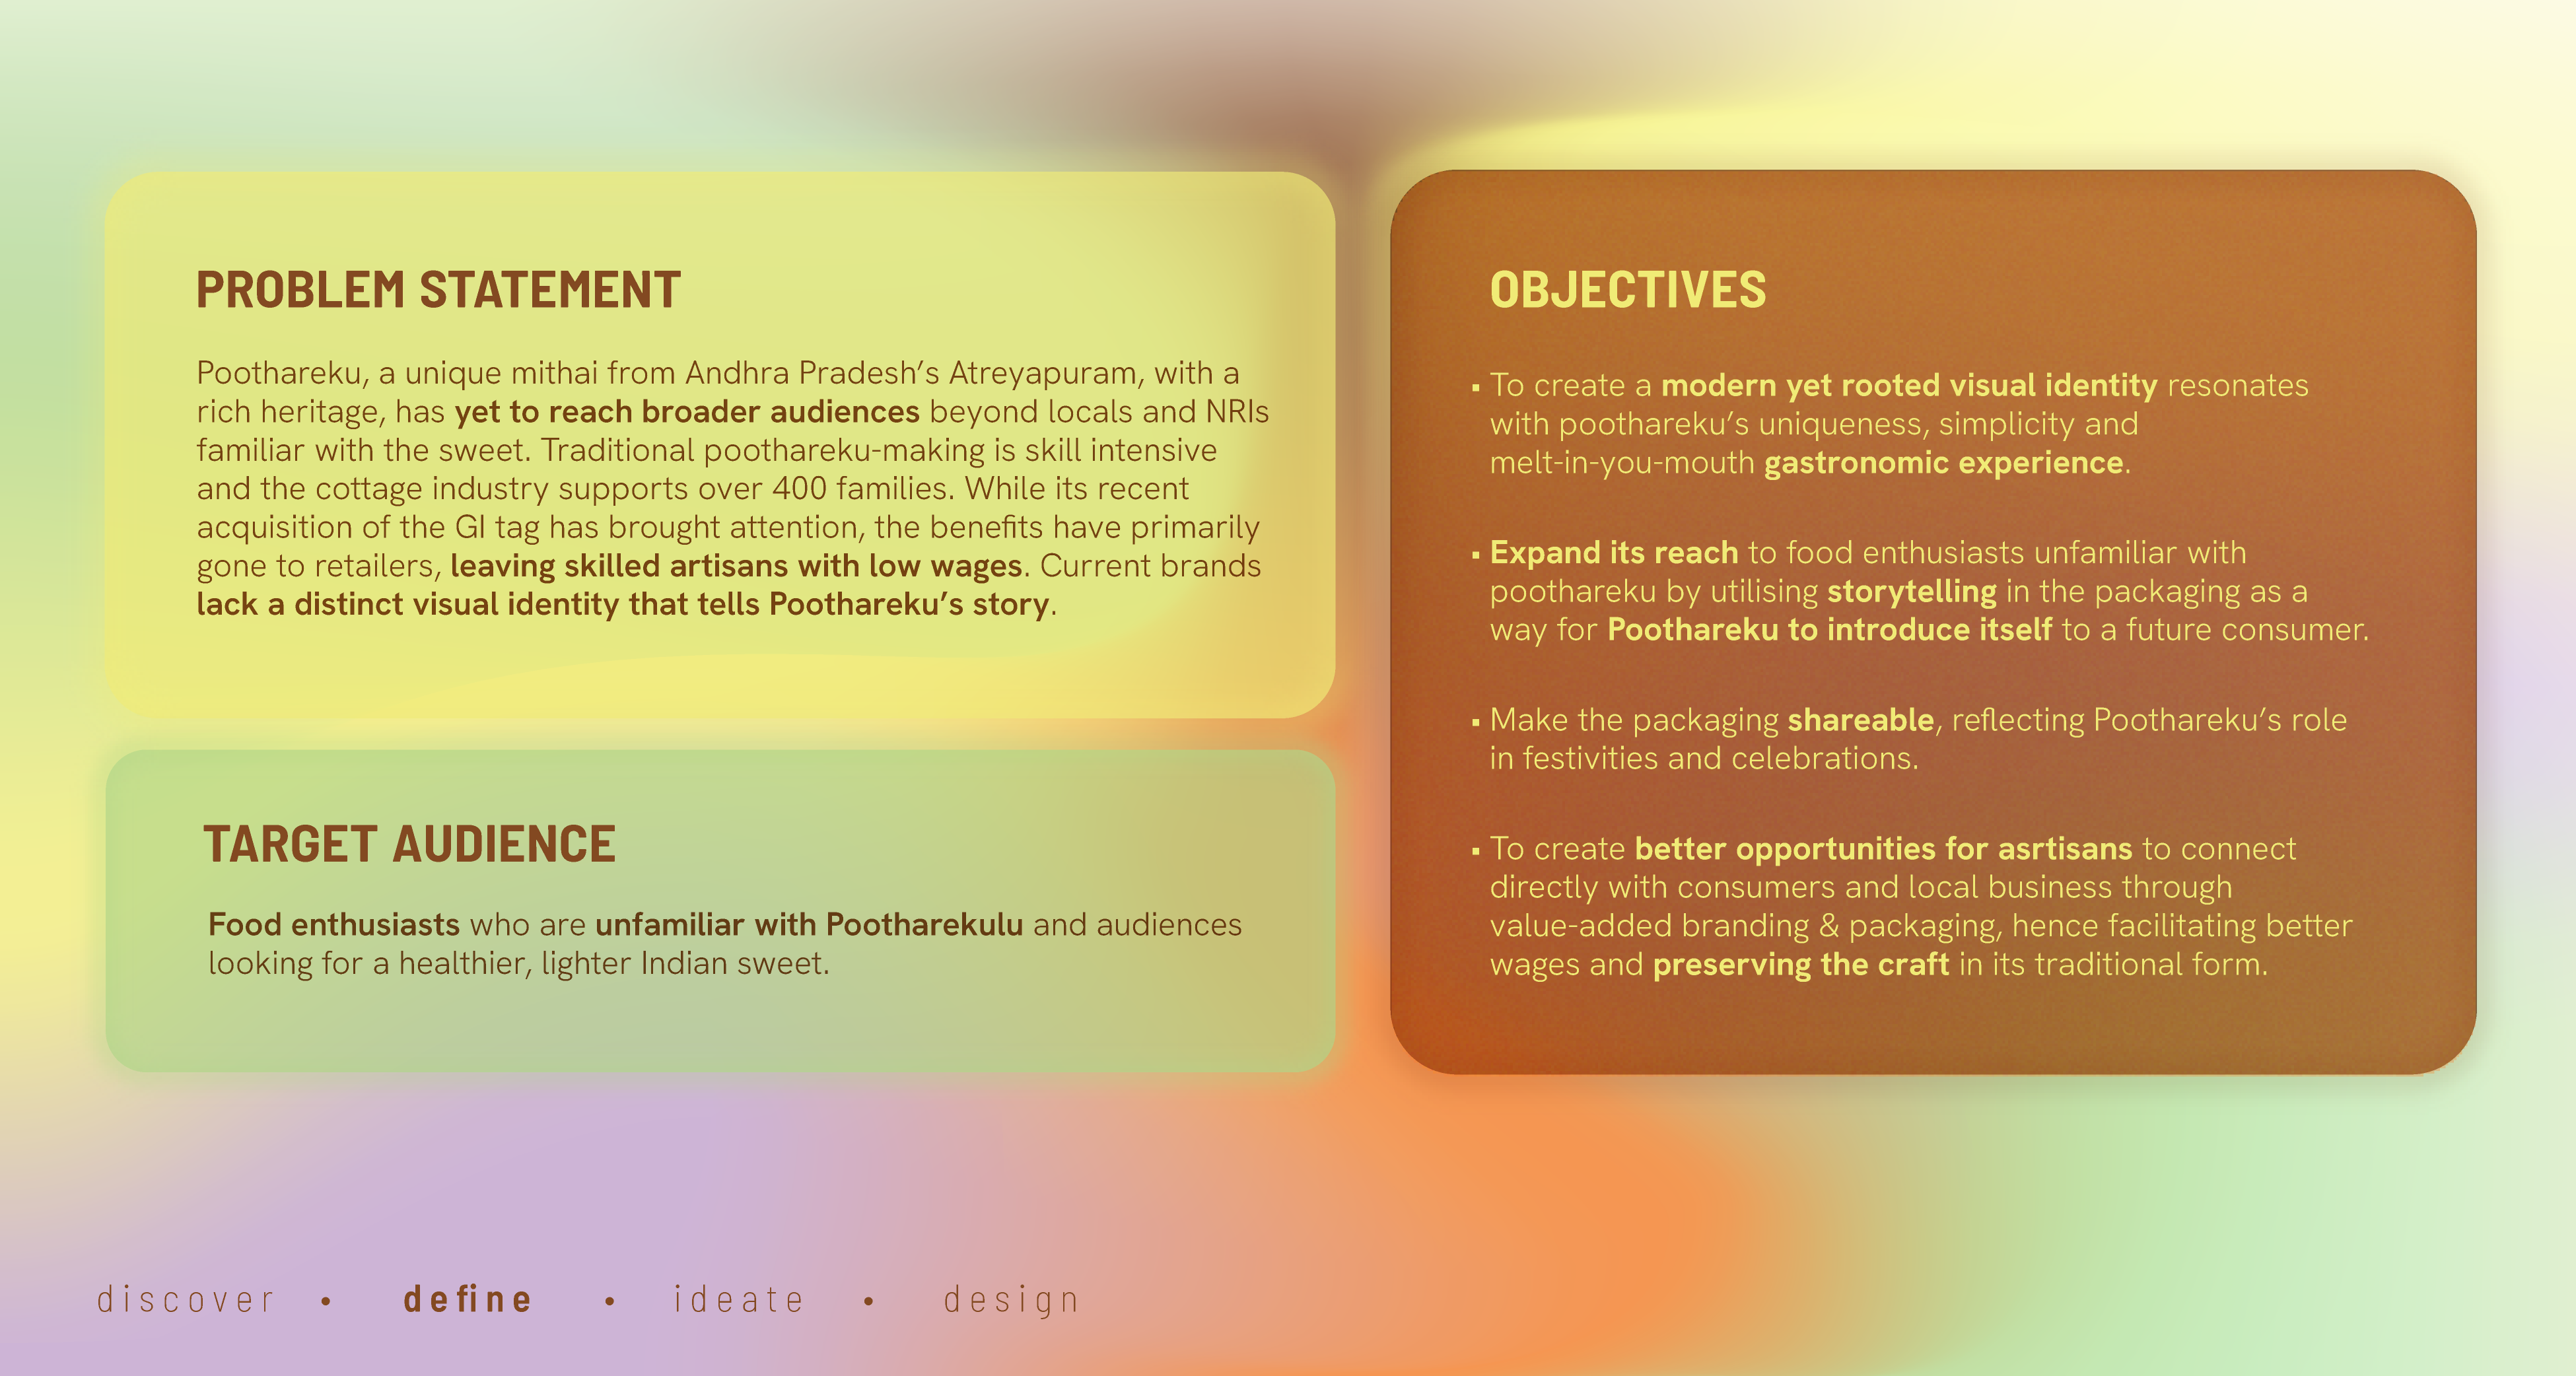 PROBLEM STATEMENT
Poothareku, a unique mithai from Andhra Pradesh’s Atreyapuram, with a
rich heritage, has yet to reach broader audiences beyond locals and NRIs
familiar with the sweet. Traditional poothareku-making is skill intensive
and the cottage industry supports over 400 families. While its recent
acquisition of the GI tag has brought attention, the benefits have primarily
gone to retailers, leaving skilled artisans with low wages. Current brands
lack a distinct visual identity that tells Poothareku’s story.
TARGET AUDIENCE
Food enthusiasts who are unfamiliar with Pootharekulu and audiences
looking for a healthier, lighter Indian sweet.
OBJECTIVES
▪ To create a modern yet rooted visual identity resonates
with poothareku’s uniqueness, simplicity and
melt-in-you-mouth gastronomic experience.
▪ Expand its reach to food enthusiasts unfamiliar with
poothareku by utilising storytelling in the packaging as a
way for Poothareku to introduce itself to a future consumer.
▪ Make the packaging shareable, reflecting Poothareku’s role
in festivities and celebrations.
▪ To create better opportunities for asrtisans to connect
directly with consumers and local business through
value-added branding & packaging, hence facilitating better
wages and preserving the craft in its traditional form.
discover • define • ideate • design